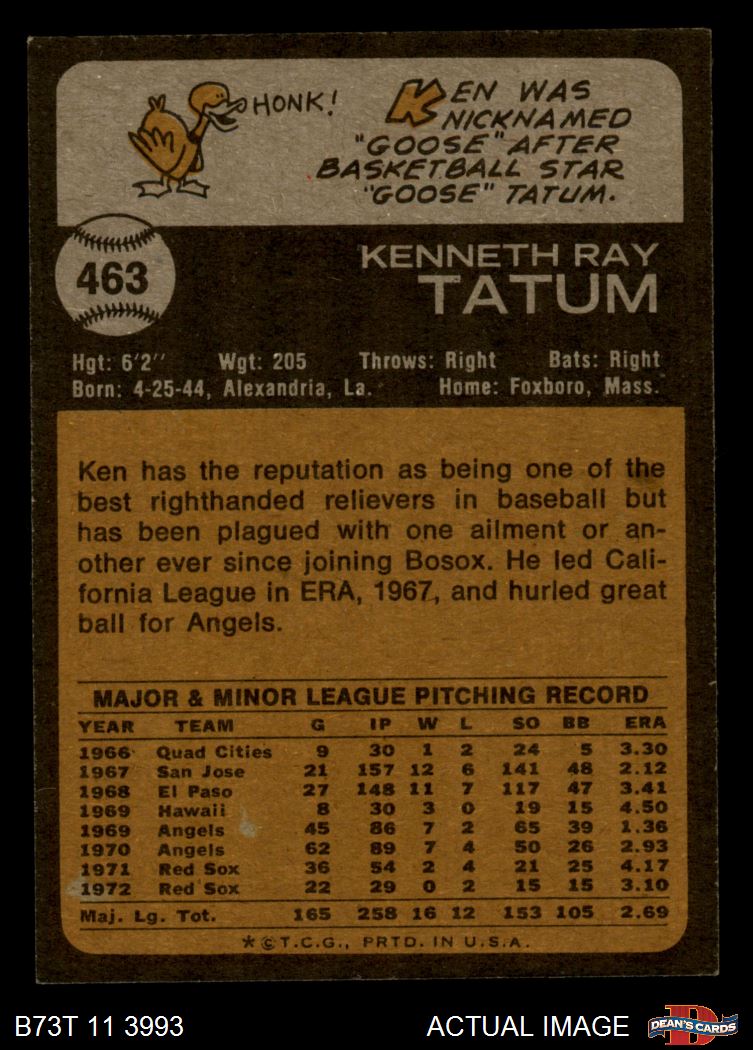 HONK!
KEN WAS
NICKNAMED
"GOOSE" AFTER
BASKETBALL STAR
"GOOSE" TATUM.
463
KENNETH RAY
TATUM
Hgt: 6'2" Wgt: 205 Throws: Right Bats: Right
Born: 4-25-44, Alexandria, La. Home: Foxboro, Mass.
Ken has the reputation as being one of the
best righthanded relievers in baseball but
has been plagued with one ailment or an-
other ever since joining Bosox. He led Cali-
fornia League in ERA, 1967, and hurled great
ball for Angels.
MAJOR & MINOR LEAGUE PITCHING RECORD
YEAR TEAM G IP W L SO BB ERA
1966 Quad Cities 9 30 1 2 24 5 3.30
1967 San Jose 21 157 12 6 141 48 2.12
1968 El Paso 27 148 11 7 117 47 3.41
1969 Hawaii 8 30 3 0 19 15 4.50
1969 Angels 45 86 7 2 65 39 1.36
1970 Angels 62 89 7 4 50 26 2.93
1971 Red Sox 36 54 2 4 21 25 4.17
1972 Red Sox 22 29 0 2 15 15 3.10
Maj. Lg. Tot. 165 258 16 12 153 105 2.69
*©T.C.G., PRTD. IN U.S.A.
B73T 11 3993 ACTUAL IMAGE
D
DEAN'S CARDS